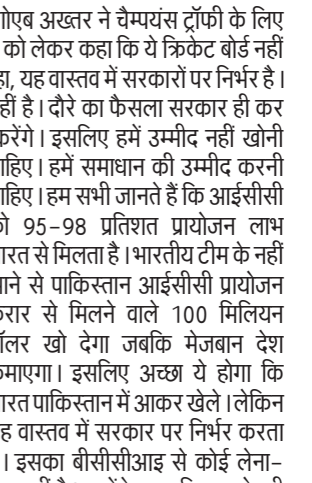 गोएब अख्तर ने चैम्पयंस ट्रॉफी के लिए
को लेकर कहा कि ये क्रिकेट बोर्ड नहीं
हा, यह वास्तव में सरकारों पर निर्भर है।
हीं है। दौरे का फैसला सरकार ही कर
करेंगे। इसलिए हमें उम्मीद नहीं खोनी
ाहिए। हमें समाधान की उम्मीद करनी
ाहिए। हम सभी जानते हैं कि आईसीसी
ो 95-98 प्रतिशत प्रायोजन लाभ
ारत से मिलता है। भारतीय टीम के नहीं
ाने से पाकिस्तान आईसीसी प्रायोजन
रार से मिलने वाले 100 मिलियन
ॉलर खो देगा जबकि मेजबान देश
माएगा। इसलिए अच्छा ये होगा कि
ारत पाकिस्तान में आकर खेले। लेकिन
ह वास्तव में सरकार पर निर्भर करता
। इसका बीसीसीआइ से कोई लेना-